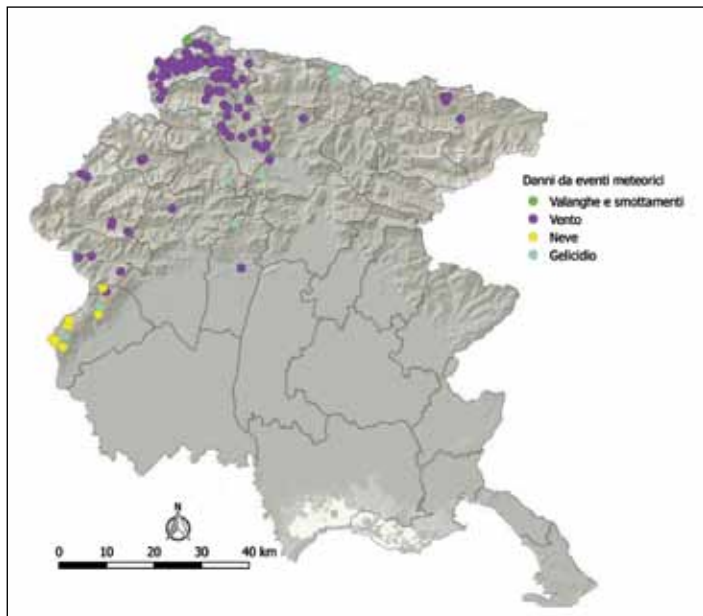 Danni da eventi meteorici
Valanghe e smottamenti
Vento
Neve
Gelicidio
N
0 10 20 30 40 km